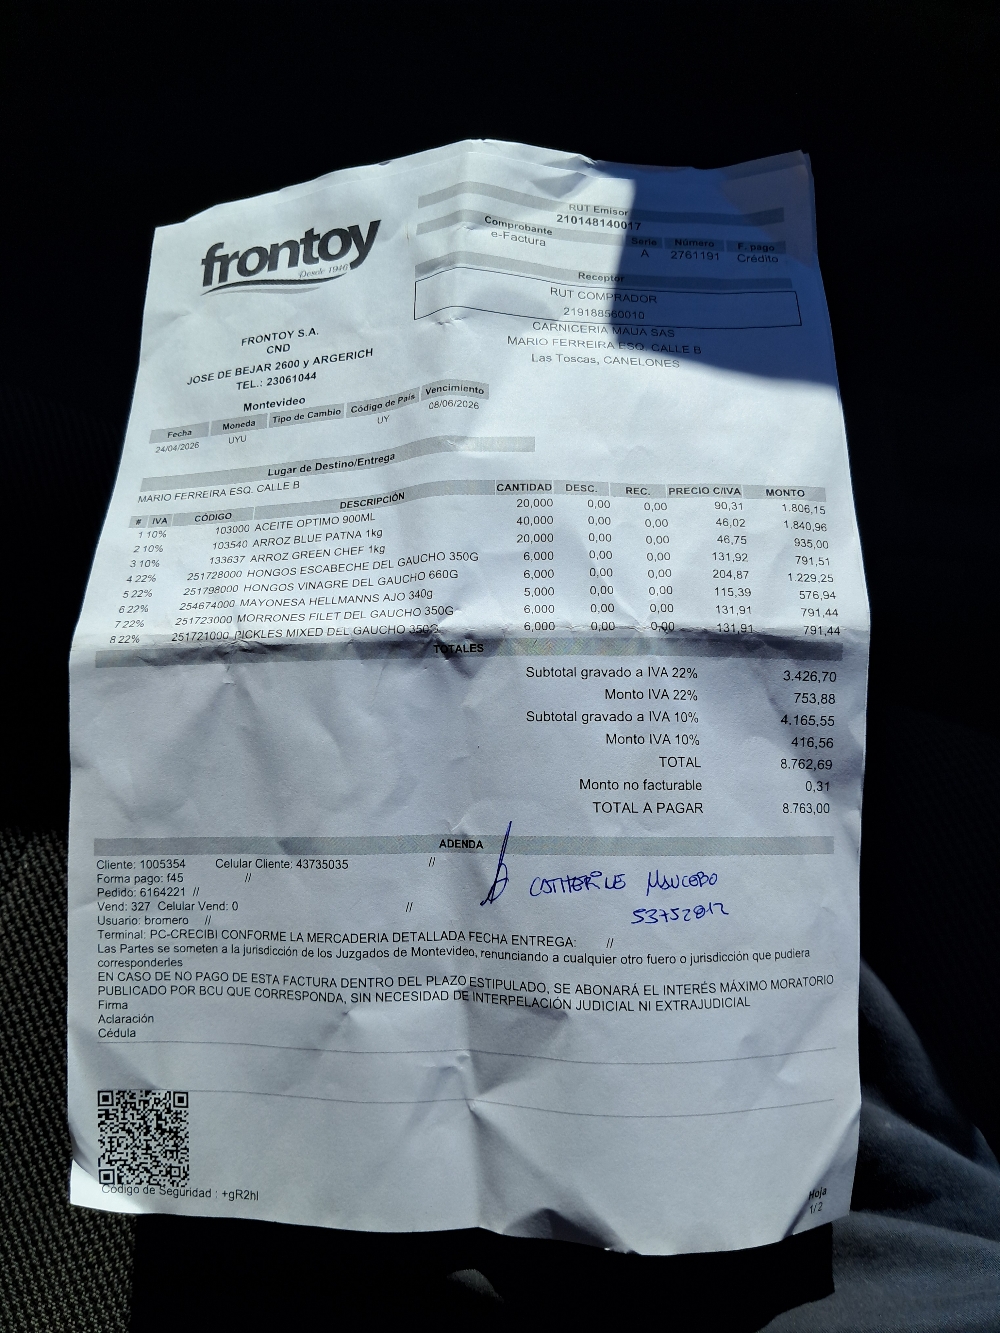 frontoy
Desde 1946
RUT Emisor
210148140017
Comprobante Serie Número F. pago
e-Factura A 2761191 Crédito
Receptor
RUT COMPRADOR
219188560010
CARNICERIA MAUA SAS
MARIO FERREIRA ESQ. CALLE B
Las Toscas, CANELONES
FRONTOY S.A.
CND
JOSE DE BEJAR 2600 y ARGERICH
TEL.: 23061044
Montevideo
Fecha Moneda Tipo de Cambio Código de País Vencimiento
24/04/2026 UYU UY 08/06/2026
Lugar de Destino/Entrega
MARIO FERREIRA ESQ. CALLE B
# IVA CÓDIGO DESCRIPCIÓN CANTIDAD DESC. REC. PRECIO C/IVA MONTO
1 10% 103000 ACEITE OPTIMO 900ML 20,000 0,00 0,00 90,31 1.806,15
2 10% 103540 ARROZ BLUE PATNA 1kg 40,000 0,00 0,00 46,02 1.840,96
3 10% 133637 ARROZ GREEN CHEF 1kg 20,000 0,00 0,00 46,75 935,00
4 22% 251728000 HONGOS ESCABECHE DEL GAUCHO 350G 6,000 0,00 0,00 131,92 791,51
5 22% 251798000 HONGOS VINAGRE DEL GAUCHO 660G 6,000 0,00 0,00 204,87 1.229,25
6 22% 254674000 MAYONESA HELLMANNS AJO 340g 5,000 0,00 0,00 115,39 576,94
7 22% 251723000 MORRONES FILET DEL GAUCHO 350G 6,000 0,00 0,00 131,91 791,44
8 22% 251721000 PICKLES MIXED DEL GAUCHO 350G 6,000 0,00 0,00 131,91 791,44
TOTALES
Subtotal gravado a IVA 22% 3.426,70
Monto IVA 22% 753,88
Subtotal gravado a IVA 10% 4.165,55
Monto IVA 10% 416,56
TOTAL 8.762,69
Monto no facturable 0,31
TOTAL A PAGAR 8.763,00
ADENDA
Cliente: 1005354 Celular Cliente: 43735035 //
Forma pago: f45 //
Pedido: 6164221 //
Vend: 327 Celular Vend: 0 //
Usuario: bromero //
CATHERINE MAUCEBO
53752812
Terminal: PC-CRECIBI CONFORME LA MERCADERIA DETALLADA FECHA ENTREGA: //
Las Partes se someten a la jurisdicción de los Juzgados de Montevideo, renunciando a cualquier otro fuero o jurisdicción que pudiera
corresponderles
EN CASO DE NO PAGO DE ESTA FACTURA DENTRO DEL PLAZO ESTIPULADO, SE ABONARÁ EL INTERÉS MÁXIMO MORATORIO
PUBLICADO POR BCU QUE CORRESPONDA, SIN NECESIDAD DE INTERPELACIÓN JUDICIAL NI EXTRAJUDICIAL
Firma
Aclaración
Cédula
Código de Seguridad : +gR2hl
Hoja
1/2